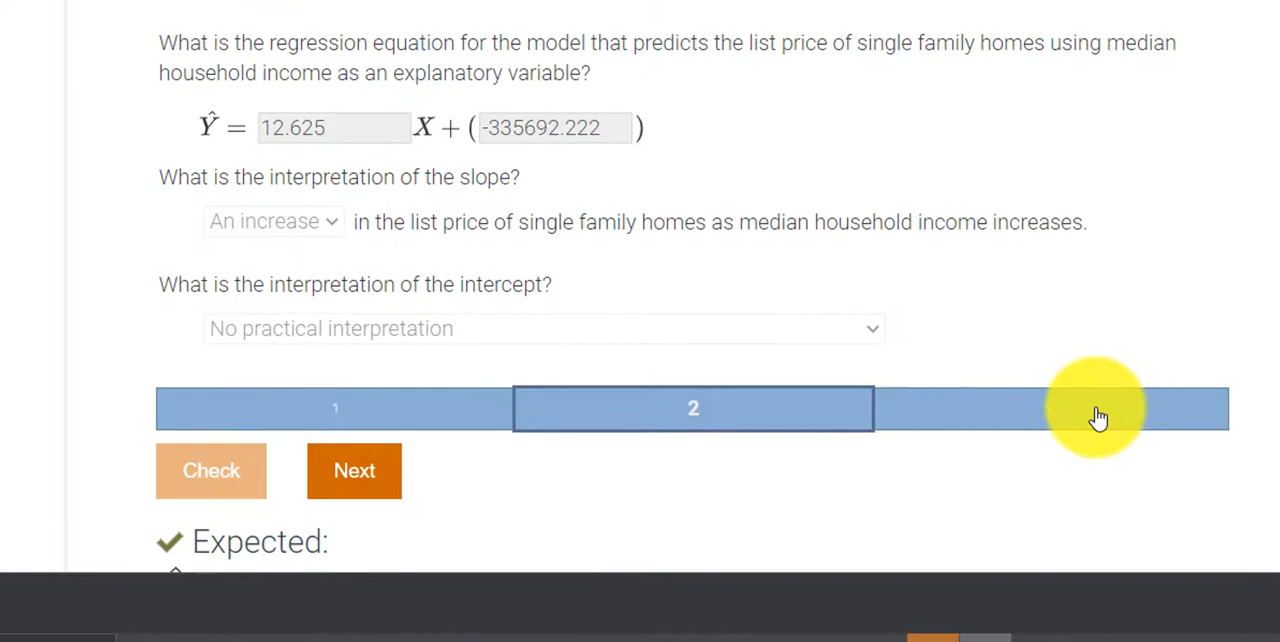 What is the regression equation for the model that predicts the list price of single family homes using median
household income as an explanatory variable?
Ŷ = 12.625 X + ( -335692.222 )
What is the interpretation of the slope?
An increase in the list price of single family homes as median household income increases.
What is the interpretation of the intercept?
No practical interpretation
1 2
Check Next
Expected: